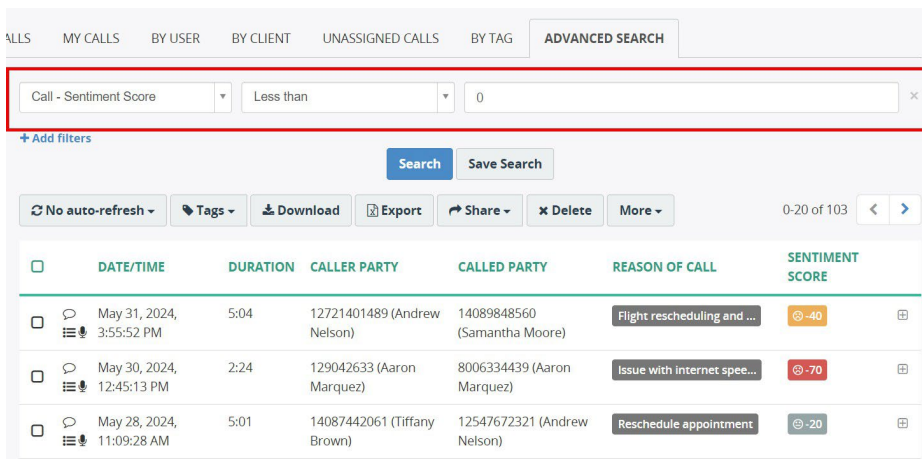 ALLS MY CALLS BY USER BY CLIENT UNASSIGNED CALLS BY TAG ADVANCED SEARCH
Call - Sentiment Score Less than 0 ×
+ Add filters
Search Save Search
No auto-refresh Tags Download Export Share Delete More 0-20 of 103 < >
DATE/TIME DURATION CALLER PARTY CALLED PARTY REASON OF CALL SENTIMENT
SCORE
May 31, 2024, 5:04 12721401489 (Andrew 14089848560 Flight rescheduling and ... -40
3:55:52 PM Nelson) (Samantha Moore)
May 30, 2024, 2:24 129042633 (Aaron 8006334439 (Aaron Issue with internet spee... -70
12:45:13 PM Marquez) Marquez)
May 28, 2024, 5:01 14087442061 (Tiffany 12547672321 (Andrew Reschedule appointment -20
11:09:28 AM Brown) Nelson)